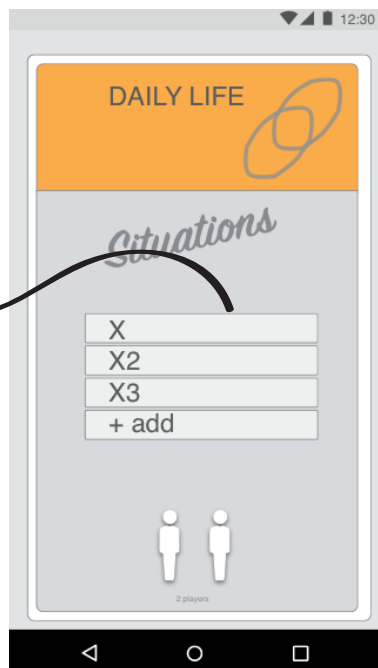 12:30
DAILY LIFE
Situations
X
X2
X3
+ add
2 players